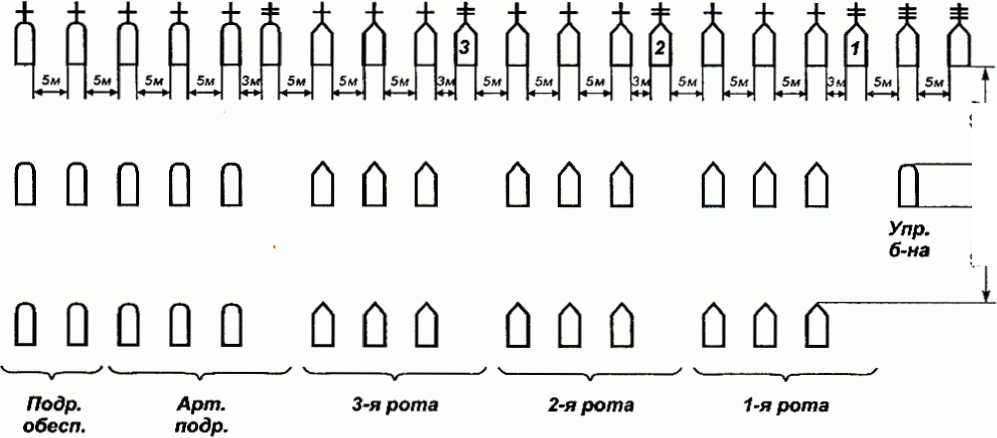 3 2 1
5м 5м 5м 5м 3м 5м 5м 5м 3м 5м 5м 5м 3м 5м 5м 5м 3м 5м 5м
Упр.
б-на
Подр.
обесп.
Арт.
подр.
3-я рота
2-я рота
1-я рота